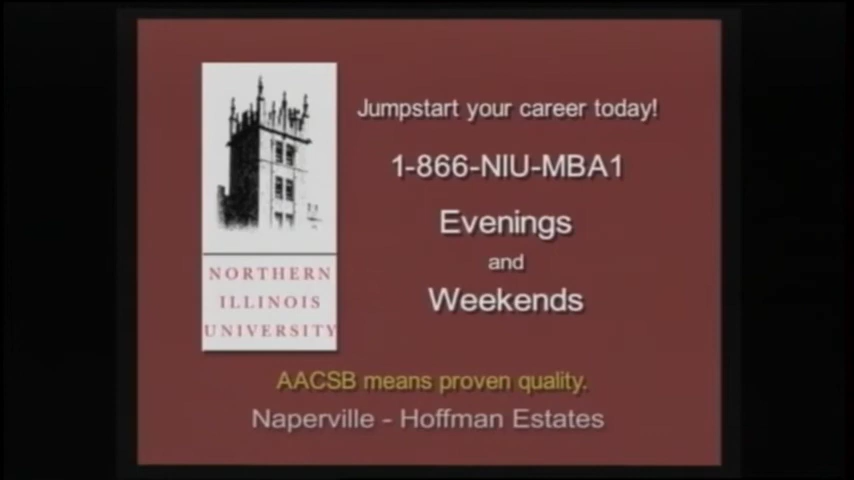 Jumpstart your career today!
1-866-NIU-MBA1
Evenings
and
Weekends
NORTHERN
ILLINOIS
UNIVERSITY
AACSB means proven quality.
Naperville - Hoffman Estates